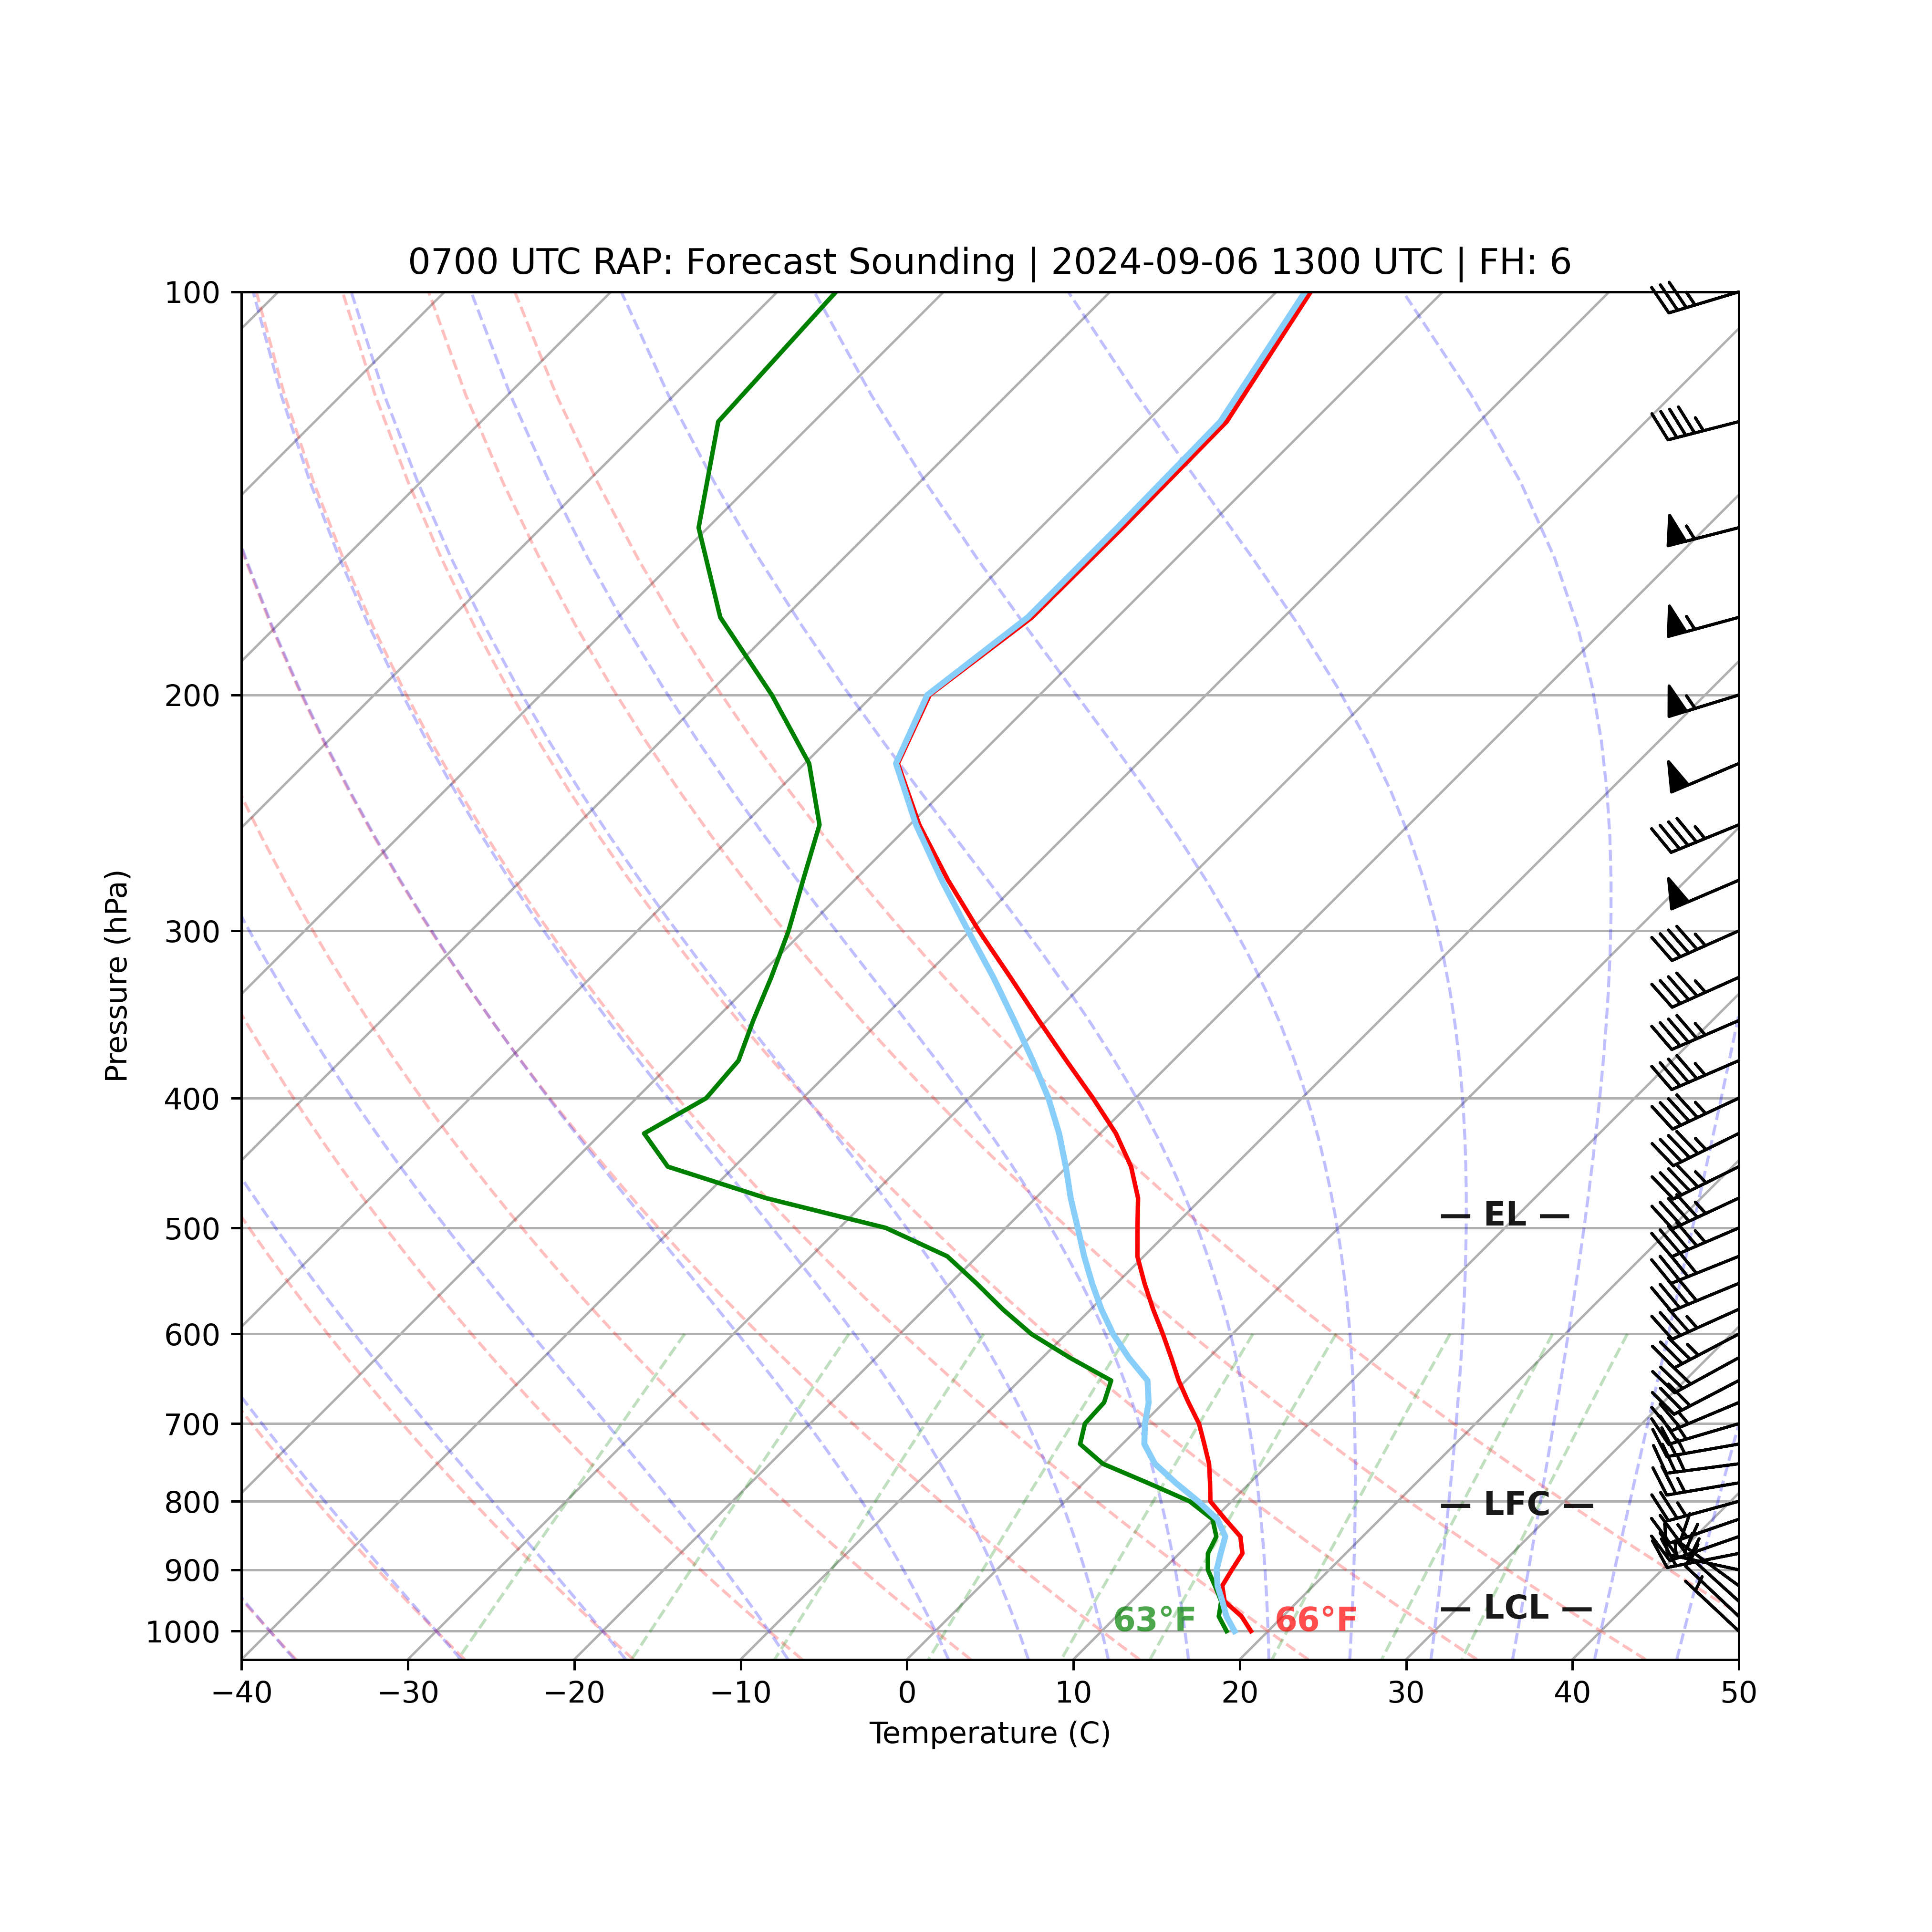 0700 UTC RAP: Forecast Sounding | 2024-09-06 1300 UTC | FH: 6
100
200
300
400
500
600
700
800
900
1000
Pressure (hPa)
— EL —
— LFC —
— LCL —
63°F 66°F
−40 −30 −20 −10 0 10 20 30 40 50
Temperature (C)